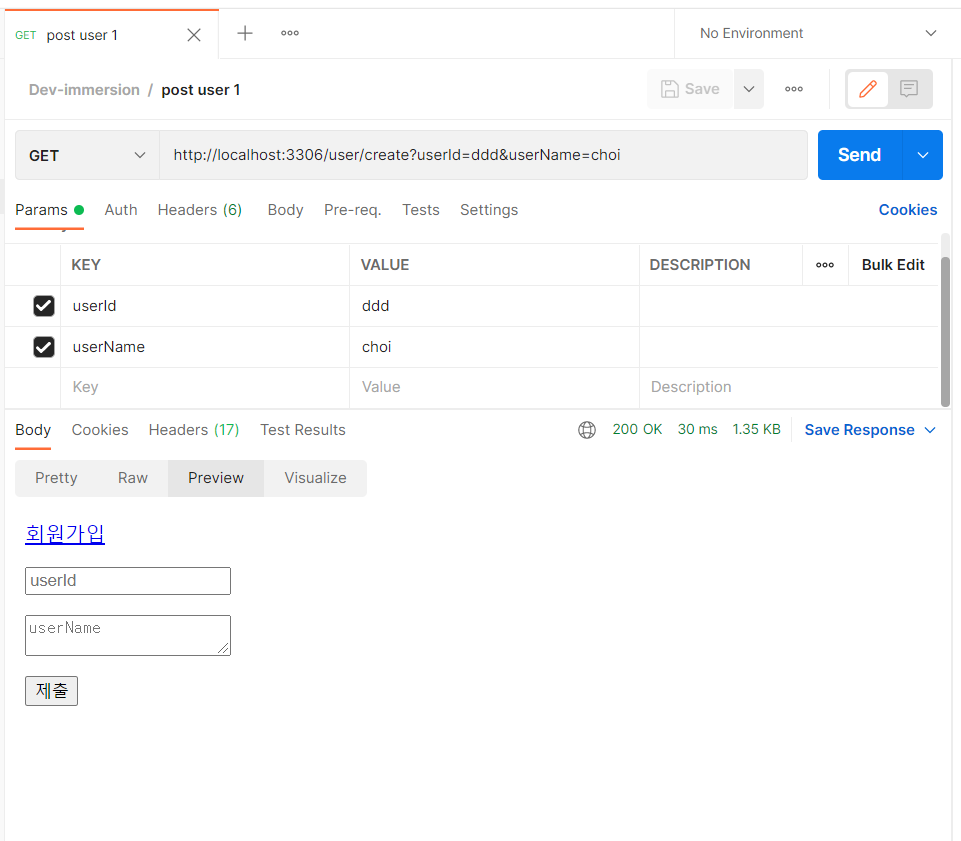 GET post user 1
No Environment
Dev-immersion / post user 1
Save
GET http://localhost:3306/user/create?userId=ddd&userName=choi Send
Params Auth Headers (6) Body Pre-req. Tests Settings Cookies
KEY VALUE DESCRIPTION Bulk Edit
userId ddd
userName choi
Key Value Description
Body Cookies Headers (17) Test Results 200 OK 30 ms 1.35 KB Save Response
Pretty Raw Preview Visualize
회원가입
userId
userName
제출